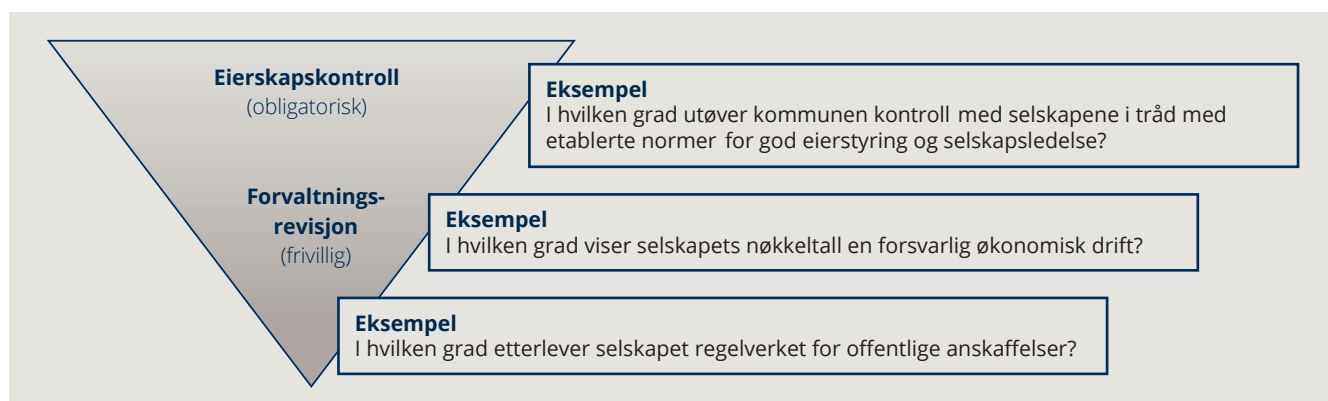 Eierskapskontroll
(obligatorisk)
Eksempel
I hvilken grad utøver kommunen kontroll med selskapene i tråd med
etablerte normer for god eierstyring og selskapsledelse?
Forvaltnings-
revisjon
(frivillig)
Eksempel
I hvilken grad viser selskapets nøkkeltall en forsvarlig økonomisk drift?
Eksempel
I hvilken grad etterlever selskapet regelverket for offentlige anskaffelser?